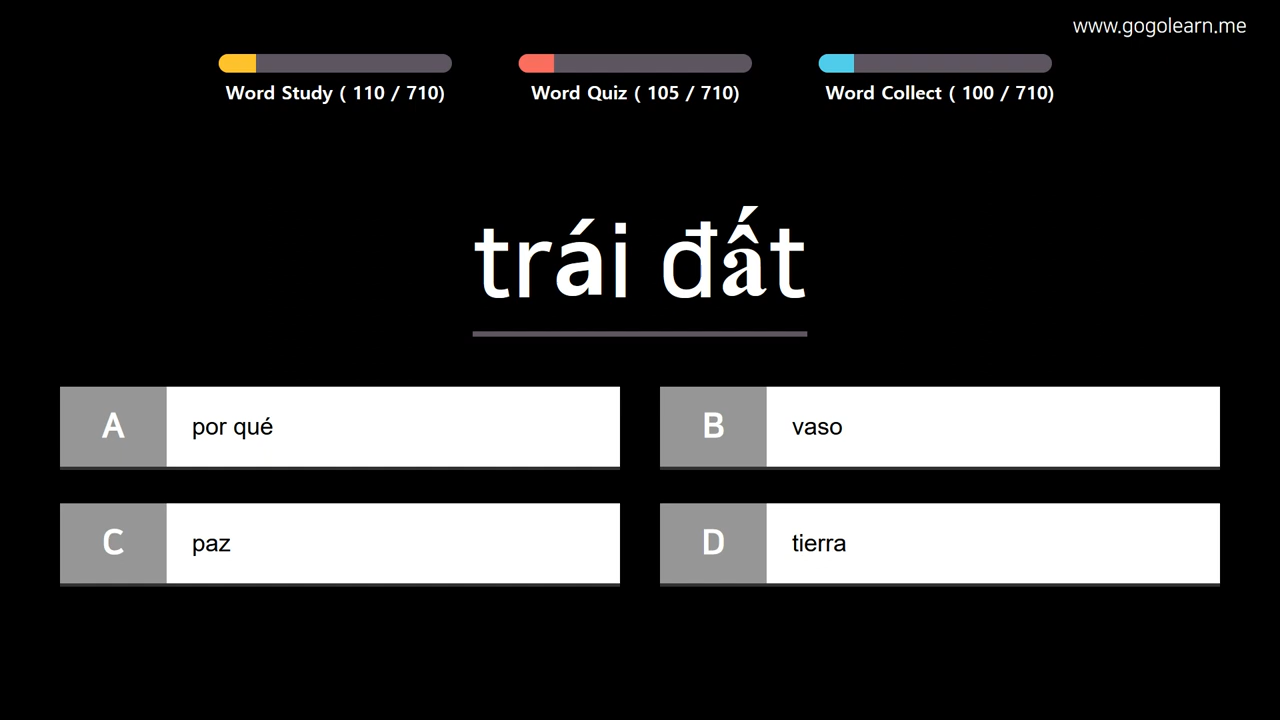 www.gogolearn.me
Word Study ( 110 / 710)
Word Quiz ( 105 / 710)
Word Collect ( 100 / 710)
trái đất
A
por qué
B
vaso
C
paz
D
tierra